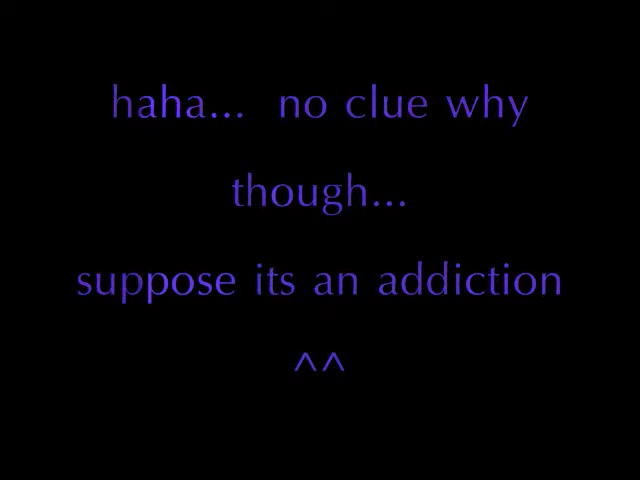 haha... no clue why
though...
suppose its an addiction
^^